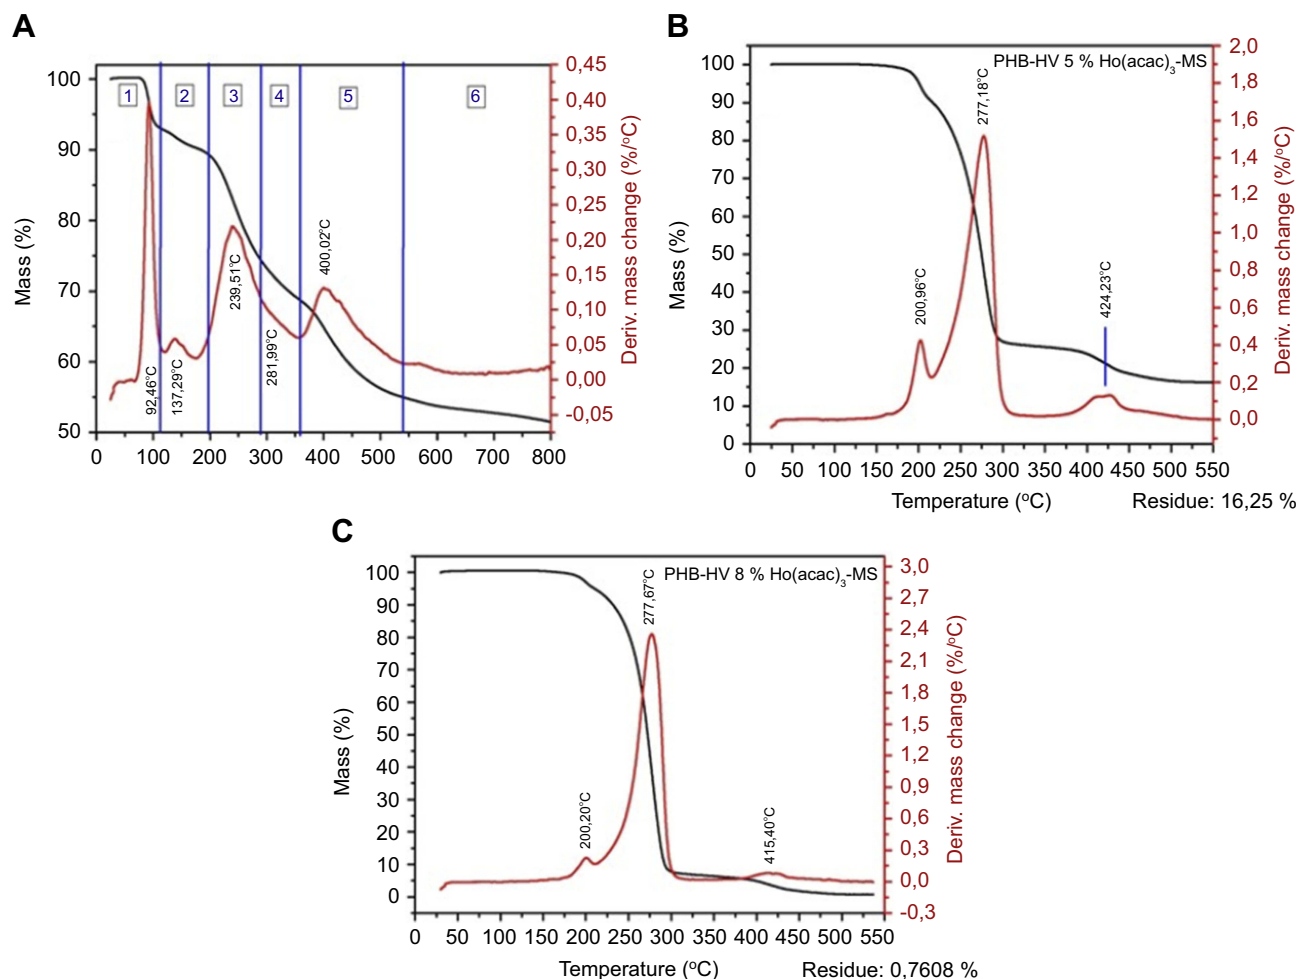 A
100
90
80
70
60
50
Mass (%)
1
2
3
4
5
6
92,46°C
137,29°C
239,51°C
281,99°C
400,02°C
0,45
0,40
0,35
0,30
0,25
0,20
0,15
0,10
0,05
0,00
-0,05
Deriv. mass change (%/°C)
0 100 200 300 400 500 600 700 800
B
PHB-HV 5 % Ho(acac)3-MS
100
90
80
70
60
50
40
30
20
10
0
Mass (%)
200,96°C
277,18°C
424,23°C
2,0
1,8
1,6
1,4
1,2
1,0
0,8
0,6
0,4
0,2
0,0
Deriv. mass change (%/°C)
0 50 100 150 200 250 300 350 400 450 500 550
Temperature (°C)
Residue: 16,25 %
C
PHB-HV 8 % Ho(acac)3-MS
100
90
80
70
60
50
40
30
20
10
0
Mass (%)
200,20°C
277,67°C
415,40°C
3,0
2,7
2,4
2,1
1,8
1,5
1,2
0,9
0,6
0,3
0,0
-0,3
Deriv. mass change (%/°C)
0 50 100 150 200 250 300 350 400 450 500 550
Temperature (°C)
Residue: 0,7608 %